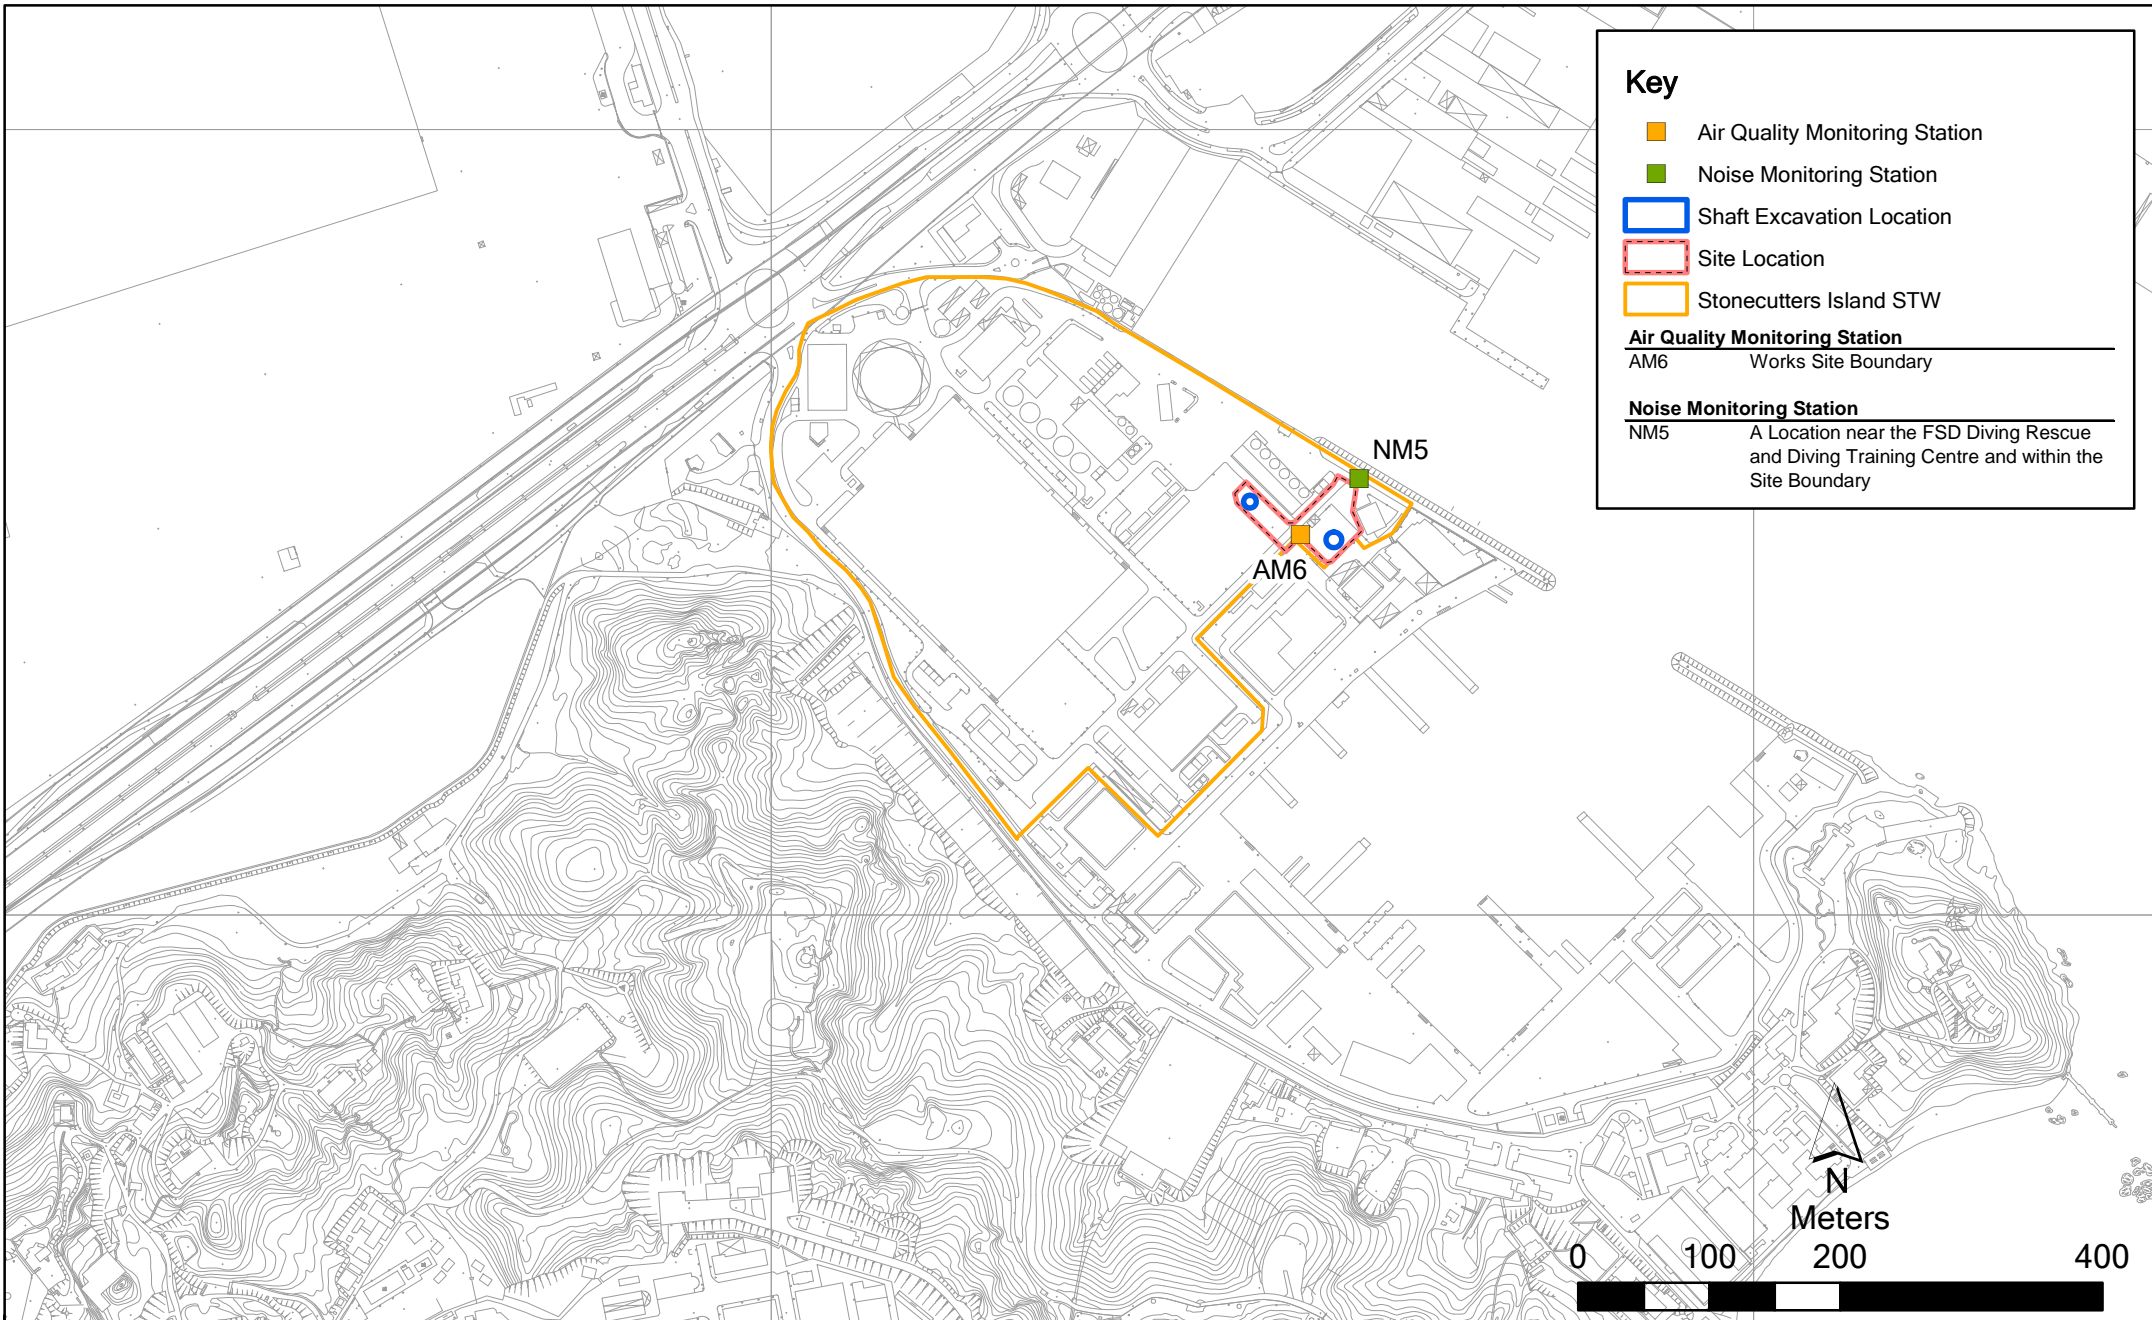 Key
Air Quality Monitoring Station
Noise Monitoring Station
Shaft Excavation Location
Site Location
Stonecutters Island STW
Air Quality Monitoring Station
AM6 Works Site Boundary
Noise Monitoring Station
NM5 A Location near the FSD Diving Rescue
and Diving Training Centre and within the
Site Boundary
NM5
AM6
N
Meters
0 100 200 400